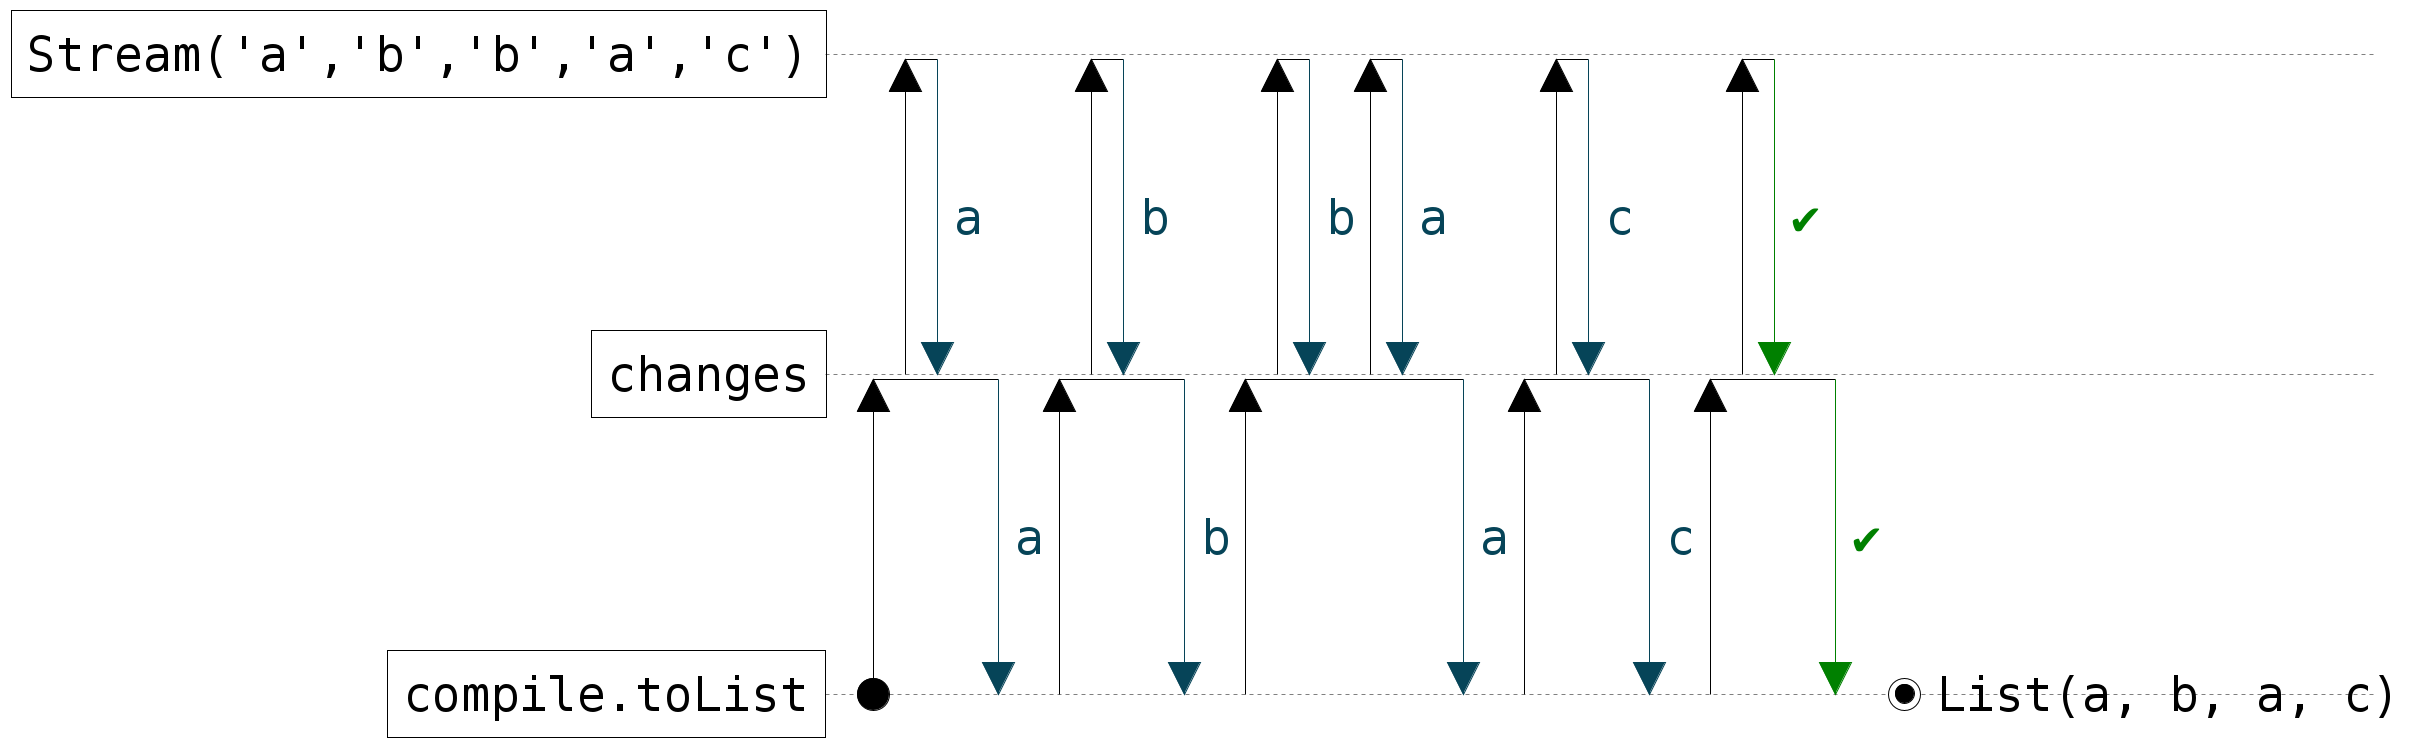 Stream('a','b','b','a','c')
a b b a c ✔
changes
a b a c ✔
compile.toList
List(a, b, a, c)